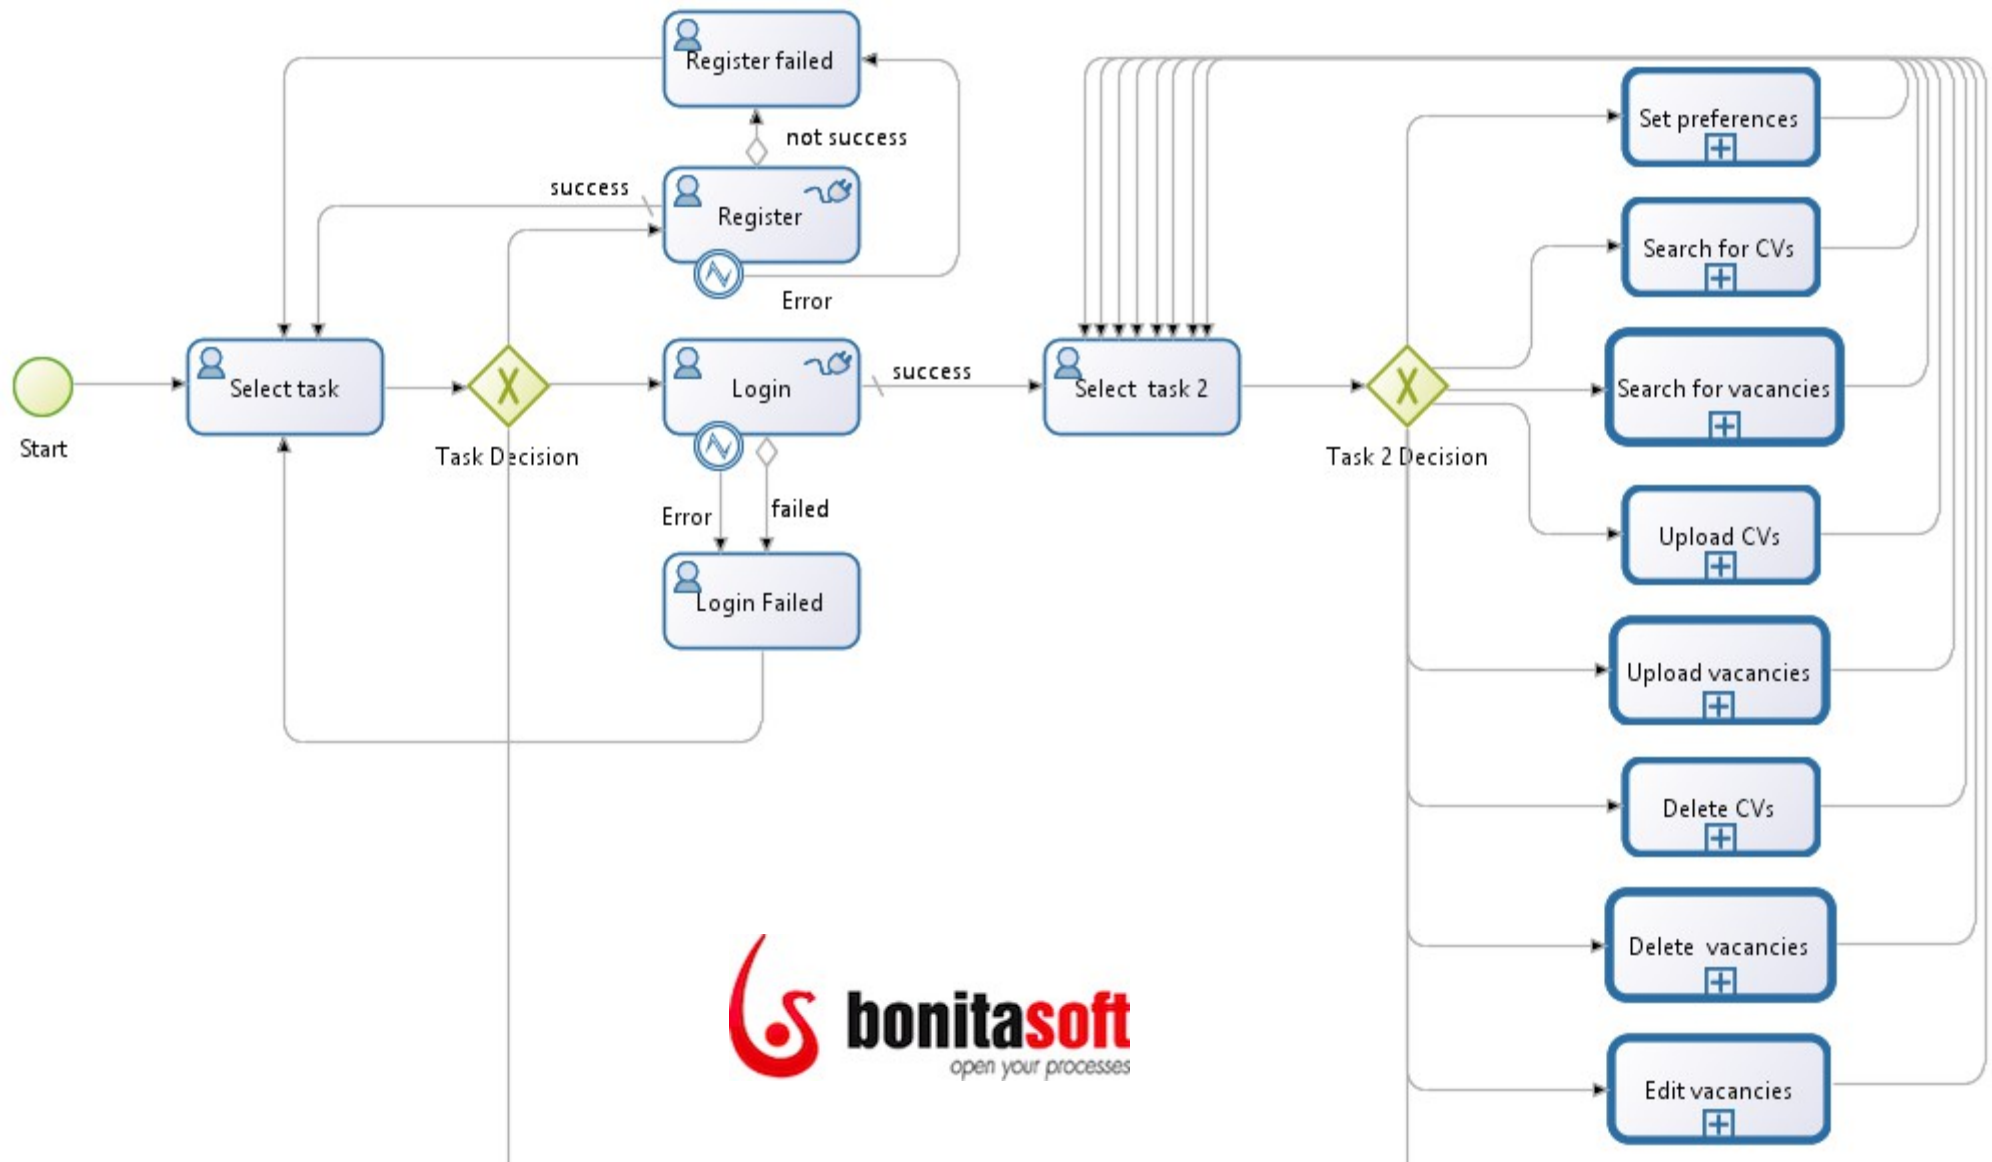 Register failed
not success
success
Register
Error
Start
Select task
Task Decision
Login
success
Error
failed
Login Failed
Select task 2
Task 2 Decision
Set preferences
Search for CVs
Search for vacancies
Upload CVs
Upload vacancies
Delete CVs
Delete vacancies
Edit vacancies
bonitasoft
open your processes